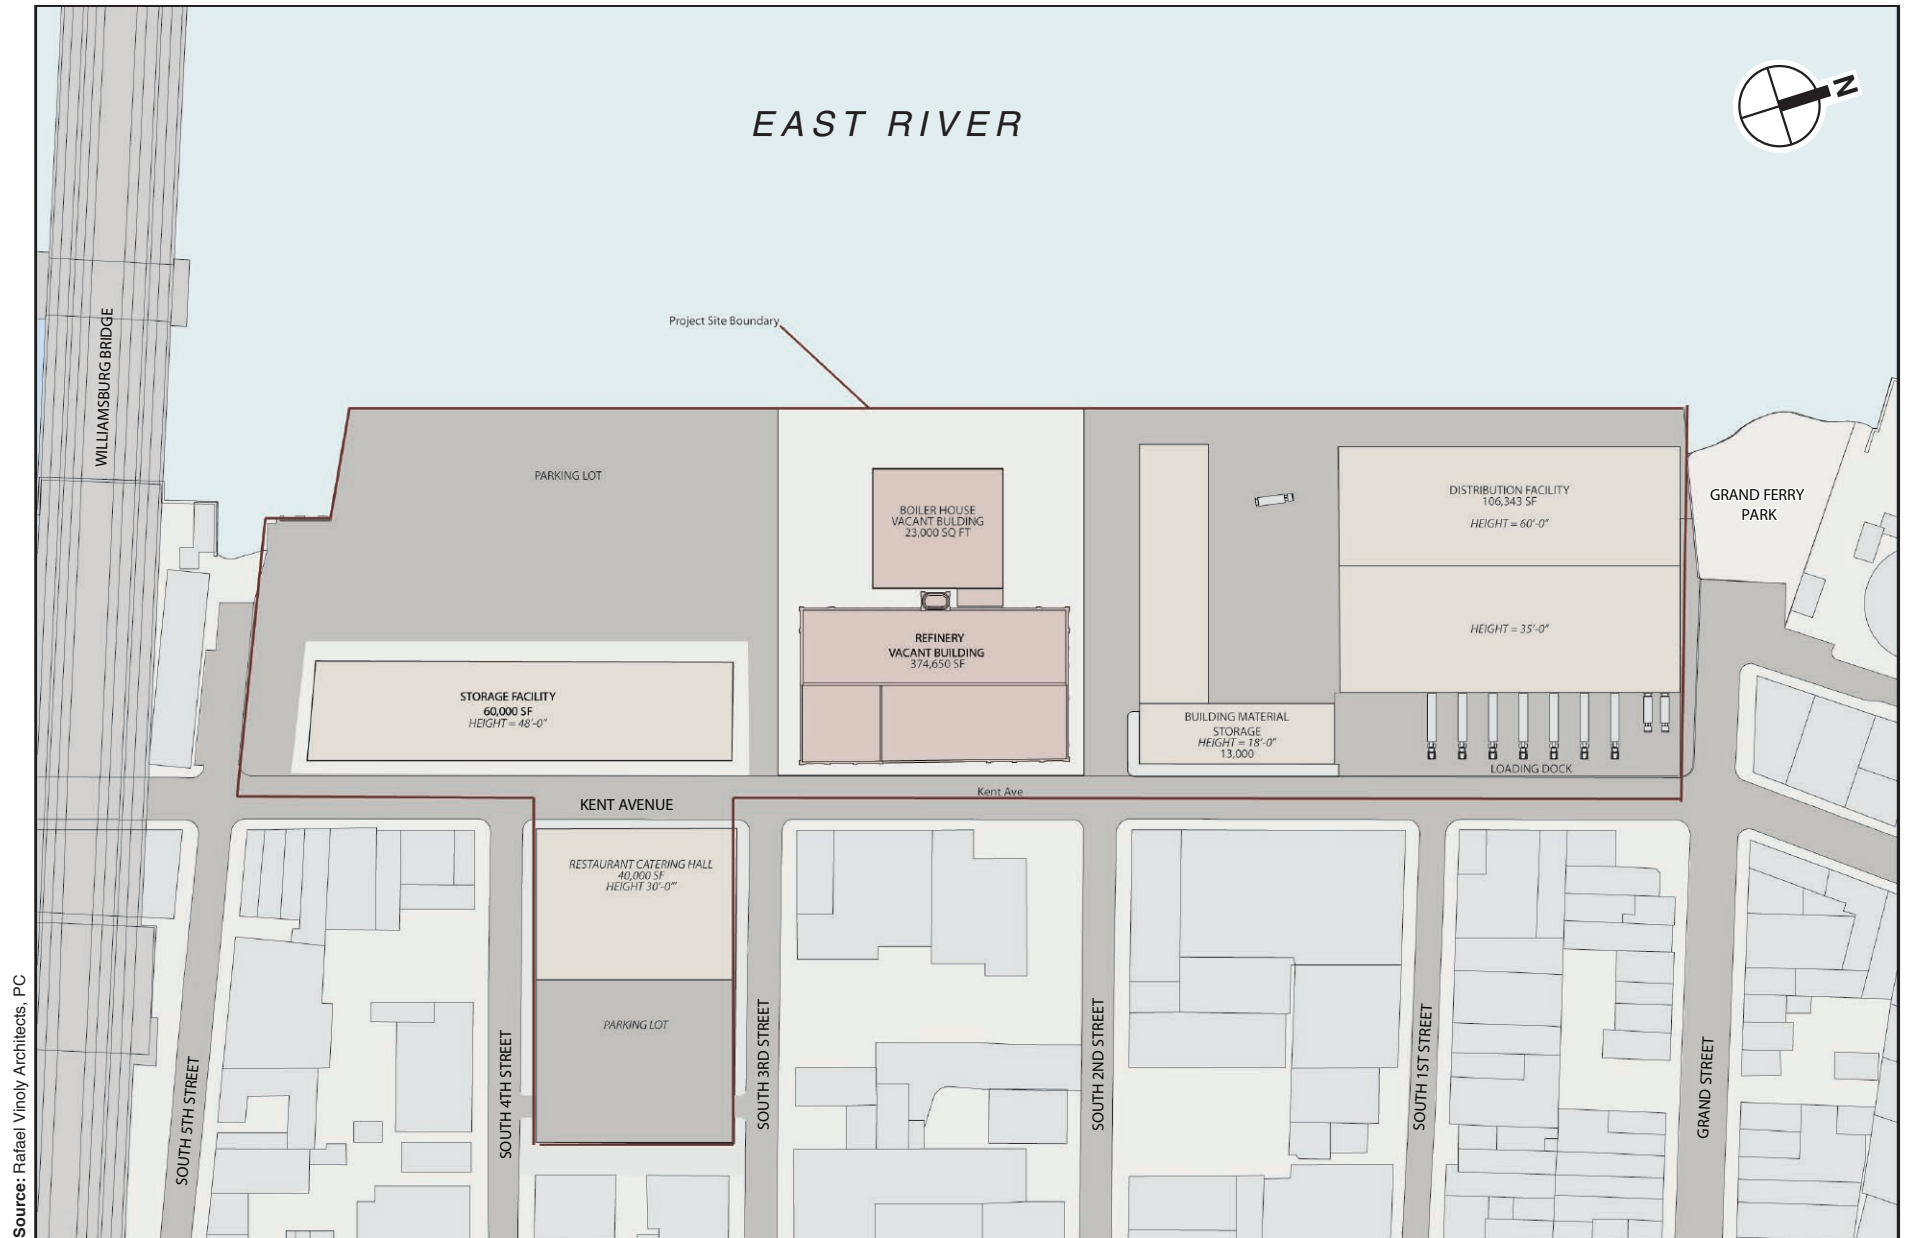 N
EAST RIVER
WILLIAMSBURG BRIDGE
Project Site Boundary
PARKING LOT
BOILER HOUSE
VACANT BULDING
23,000 SQ FT
DISTRIBUTION FACILITY
106,343 SF
HEIGHT = 60'-0"
GRAND FERRY
PARK
REFINERY
VACANT BUILDING
374,650 SF
HEIGHT = 35'-0"
STORAGE FACILITY
60,000 SF
HEIGHT = 48'-0"
BUILDING MATERIAL
STORAGE
HEIGHT = 18'-0"
13,000
LOADING DOCK
KENT AVENUE
Kent Ave
RESTAURANT CATERING HALL
40,000 SF
HEIGHT 30'-0"'
PARKING LOT
SOUTH 5TH STREET
SOUTH 4TH STREET
SOUTH 3RD STREET
SOUTH 2ND STREET
SOUTH 1ST STREET
GRAND STREET
Source: Rafael Vinoly Architects, PC